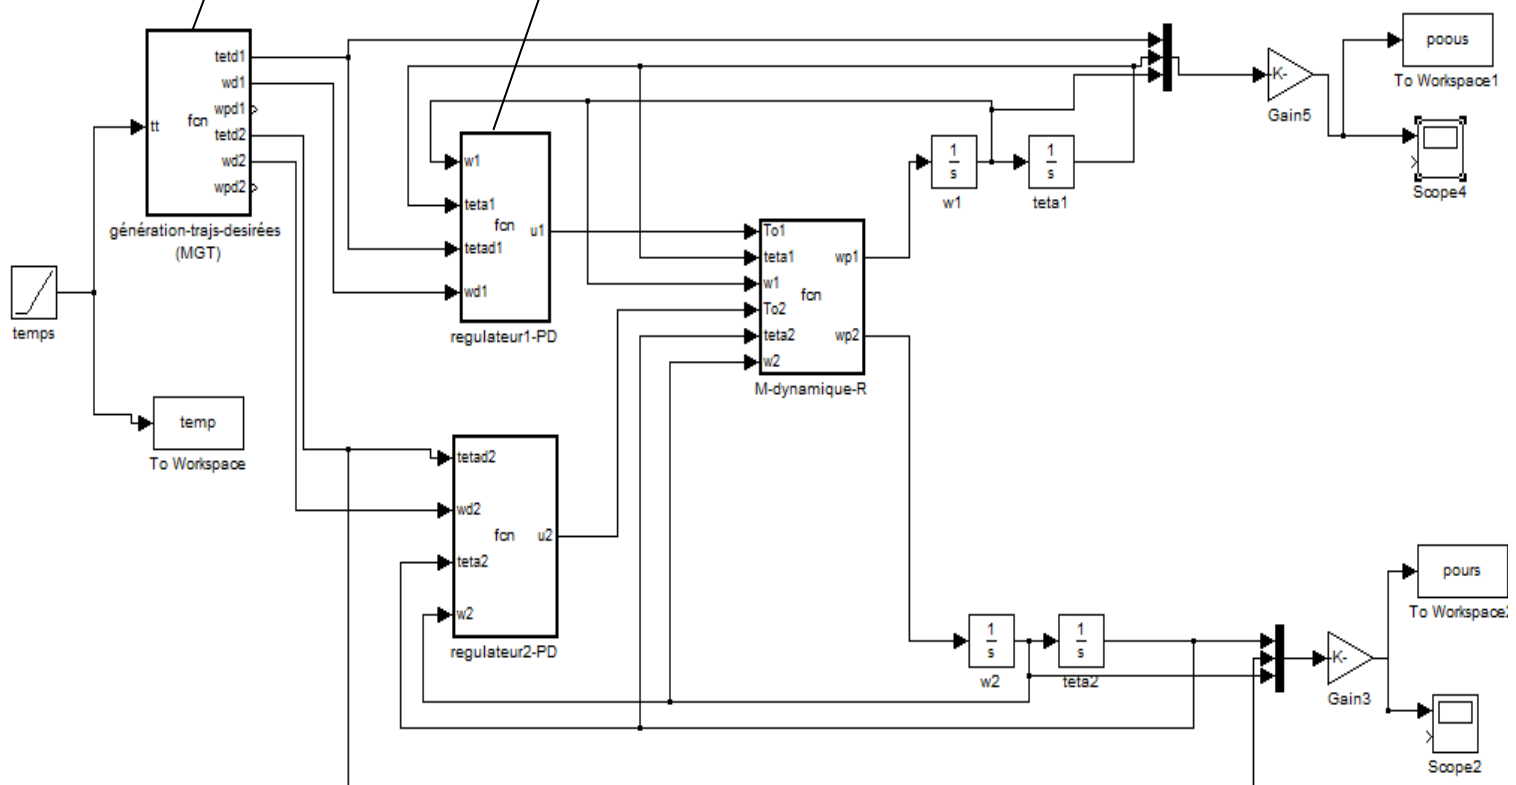 tt
fcn
tetd1
wd1
wpd1
tetd2
wd2
wpd2
génération-trajs-desirées
(MGT)
temps
temp
To Workspace
w1
teta1
tetad1
wd1
fcn
u1
regulateur1-PD
tetad2
wd2
teta2
w2
fcn
u2
regulateur2-PD
To1
teta1
w1
To2
teta2
w2
fcn
wp1
wp2
M-dynamique-R
1
s
w1
1
s
teta1
K-
Gain5
poous
To Workspace1
Scope4
1
s
w2
1
s
teta2
K-
Gain3
pours
To Workspace2
Scope2